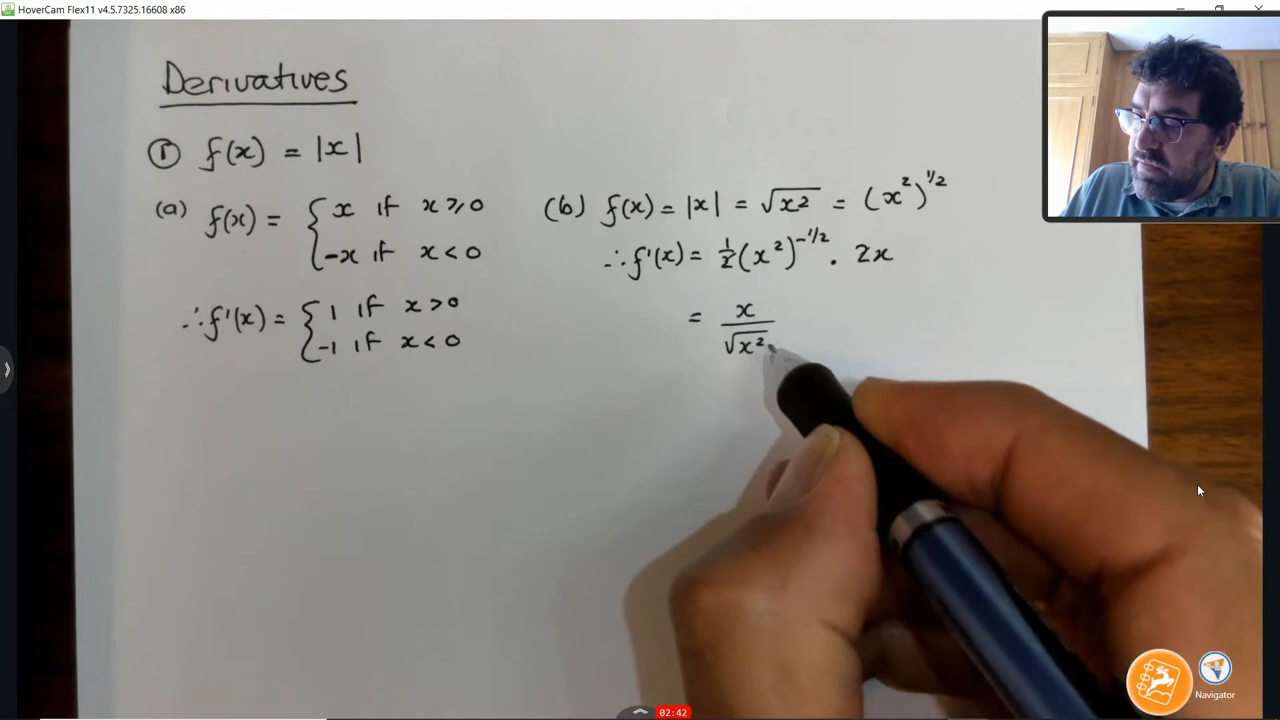 HoverCam Flex11 v4.5.7325.16608 x86
Derivatives
① f(x) = |x|
(a) f(x) = { x if x ⩾ 0
-x if x < 0
∴ f'(x) = { 1 if x > 0
-1 if x < 0
(b) f(x) = |x| = √x² = (x²)^1/2
∴ f'(x) = ½(x²)^-1/2 . 2x
= x / √x²
Navigator
02:42